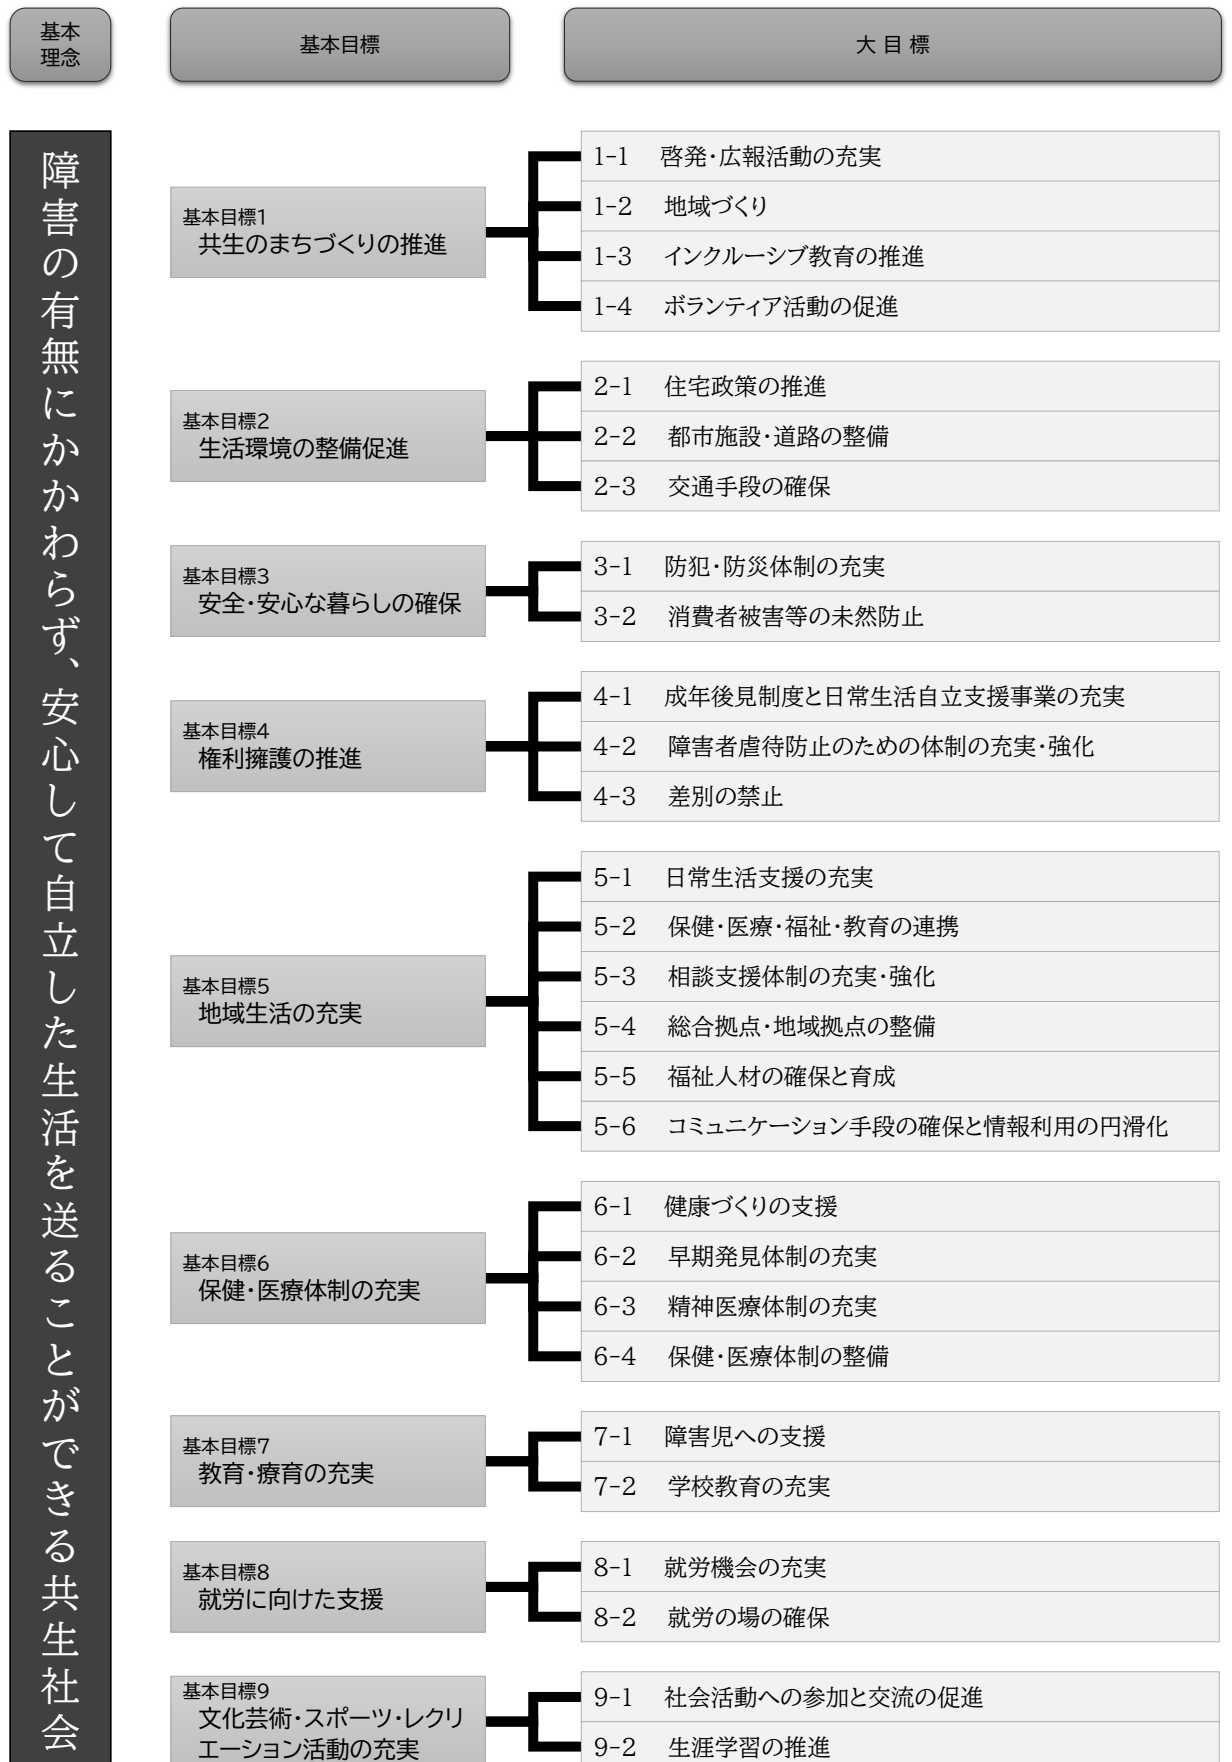 基本
理念
基本目標
大 目 標
障害の有無にかかわらず、安心して自立した生活を送ることができる共生社会
基本目標1
共生のまちづくりの推進
1-1 啓発・広報活動の充実
1-2 地域づくり
1-3 インクルーシブ教育の推進
1-4 ボランティア活動の促進
基本目標2
生活環境の整備促進
2-1 住宅政策の推進
2-2 都市施設・道路の整備
2-3 交通手段の確保
基本目標3
安全・安心な暮らしの確保
3-1 防犯・防災体制の充実
3-2 消費者被害等の未然防止
基本目標4
権利擁護の推進
4-1 成年後見制度と日常生活自立支援事業の充実
4-2 障害者虐待防止のための体制の充実・強化
4-3 差別の禁止
基本目標5
地域生活の充実
5-1 日常生活支援の充実
5-2 保健・医療・福祉・教育の連携
5-3 相談支援体制の充実・強化
5-4 総合拠点・地域拠点の整備
5-5 福祉人材の確保と育成
5-6 コミュニケーション手段の確保と情報利用の円滑化
基本目標6
保健・医療体制の充実
6-1 健康づくりの支援
6-2 早期発見体制の充実
6-3 精神医療体制の充実
6-4 保健・医療体制の整備
基本目標7
教育・療育の充実
7-1 障害児への支援
7-2 学校教育の充実
基本目標8
就労に向けた支援
8-1 就労機会の充実
8-2 就労の場の確保
基本目標9
文化芸術・スポーツ・レクリ
エーション活動の充実
9-1 社会活動への参加と交流の促進
9-2 生涯学習の推進